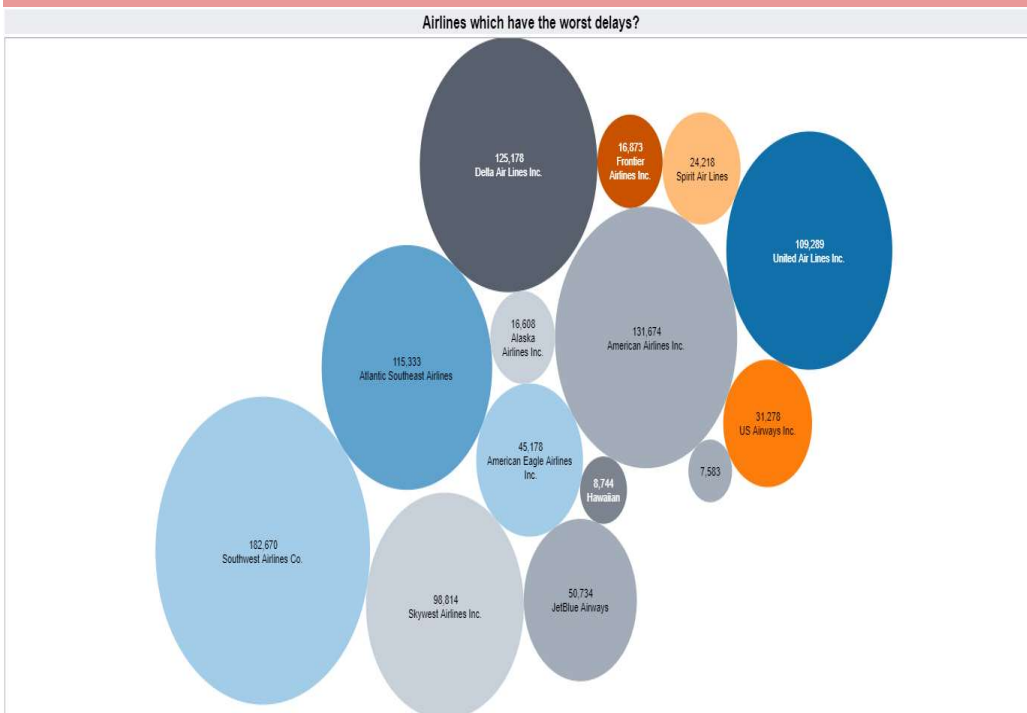 Airlines which have the worst delays?
125,178
Delta Air Lines Inc.
16,873
Frontier
Airlines Inc.
24,218
Spirit Air Lines
109,289
United Air Lines Inc.
16,608
Alaska
Airlines Inc.
131,674
American Airlines Inc.
115,333
Atlantic Southeast Airlines
31,278
US Airways Inc.
45,178
American Eagle Airlines
Inc.
7,583
8,744
Hawaiian
182,670
Southwest Airlines Co.
98,814
Skywest Airlines Inc.
50,734
JetBlue Airways